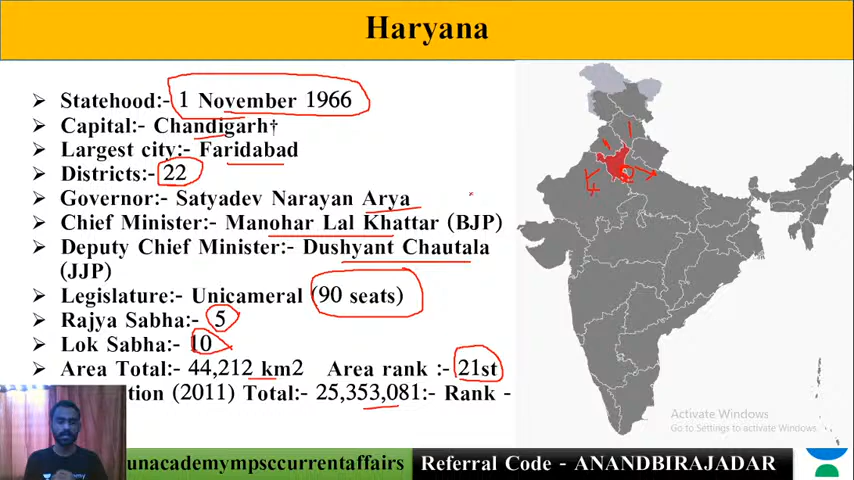 Haryana
➤ Statehood:- 1 November 1966
➤ Capital:- Chandigarh†
➤ Largest city:- Faridabad
➤ Districts:- 22
➤ Governor:- Satyadev Narayan Arya
➤ Chief Minister:- Manohar Lal Khattar (BJP)
➤ Deputy Chief Minister:- Dushyant Chautala
(JJP)
➤ Legislature:- Unicameral (90 seats)
➤ Rajya Sabha:- 5
➤ Lok Sabha:- 10
➤ Area Total:- 44,212 km2 Area rank :- 21st
tion (2011) Total:- 25,353,081:- Rank -
Activate Windows
Go to Settings to activate Windows.
unacademympsccurrentaffairs
Referral Code - ANANDBIRAJADAR